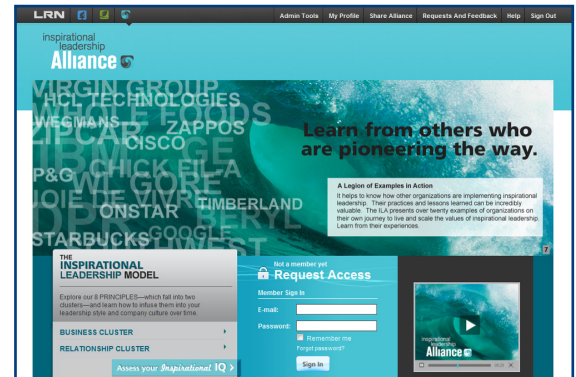 LRN
Admin Tools My Profile Share Alliance Requests And Feedback Help Sign Out
inspirational
leadership
Alliance
VIRGIN GROUP
HCL TECHNOLOGIES
WEGMANS
FOODS
ZIPCAR
ZAPPOS
CISCO
P&G
CHICK-FIL-A
GORE
JOIE DE
ONSTAR
TIMBERLAND
DPR
BERYL
STARBUCKS
GOOGLE
Learn from others who
are pioneering the way.
A Legion of Examples in Action
It helps to know how other organizations are implementing inspirational
leadership. Their practices and lessons learned can be incredibly
valuable. The ILA presents over twenty examples of organizations on
their own journey to live and scale the values of inspirational leadership.
Learn from their experiences.
7
THE
INSPIRATIONAL
LEADERSHIP MODEL
Explore our 8 PRINCIPLES—which fall into two
clusters—and learn how to infuse them into your
leadership style and company culture over time.
BUSINESS CLUSTER
RELATIONSHIP CLUSTER
Assess your Inspirational IQ >
Not a member yet
Request Access
Member Sign In
E-mail:
Password:
Remember me
Forgot password?
Sign In
inspirational
leadership
Alliance